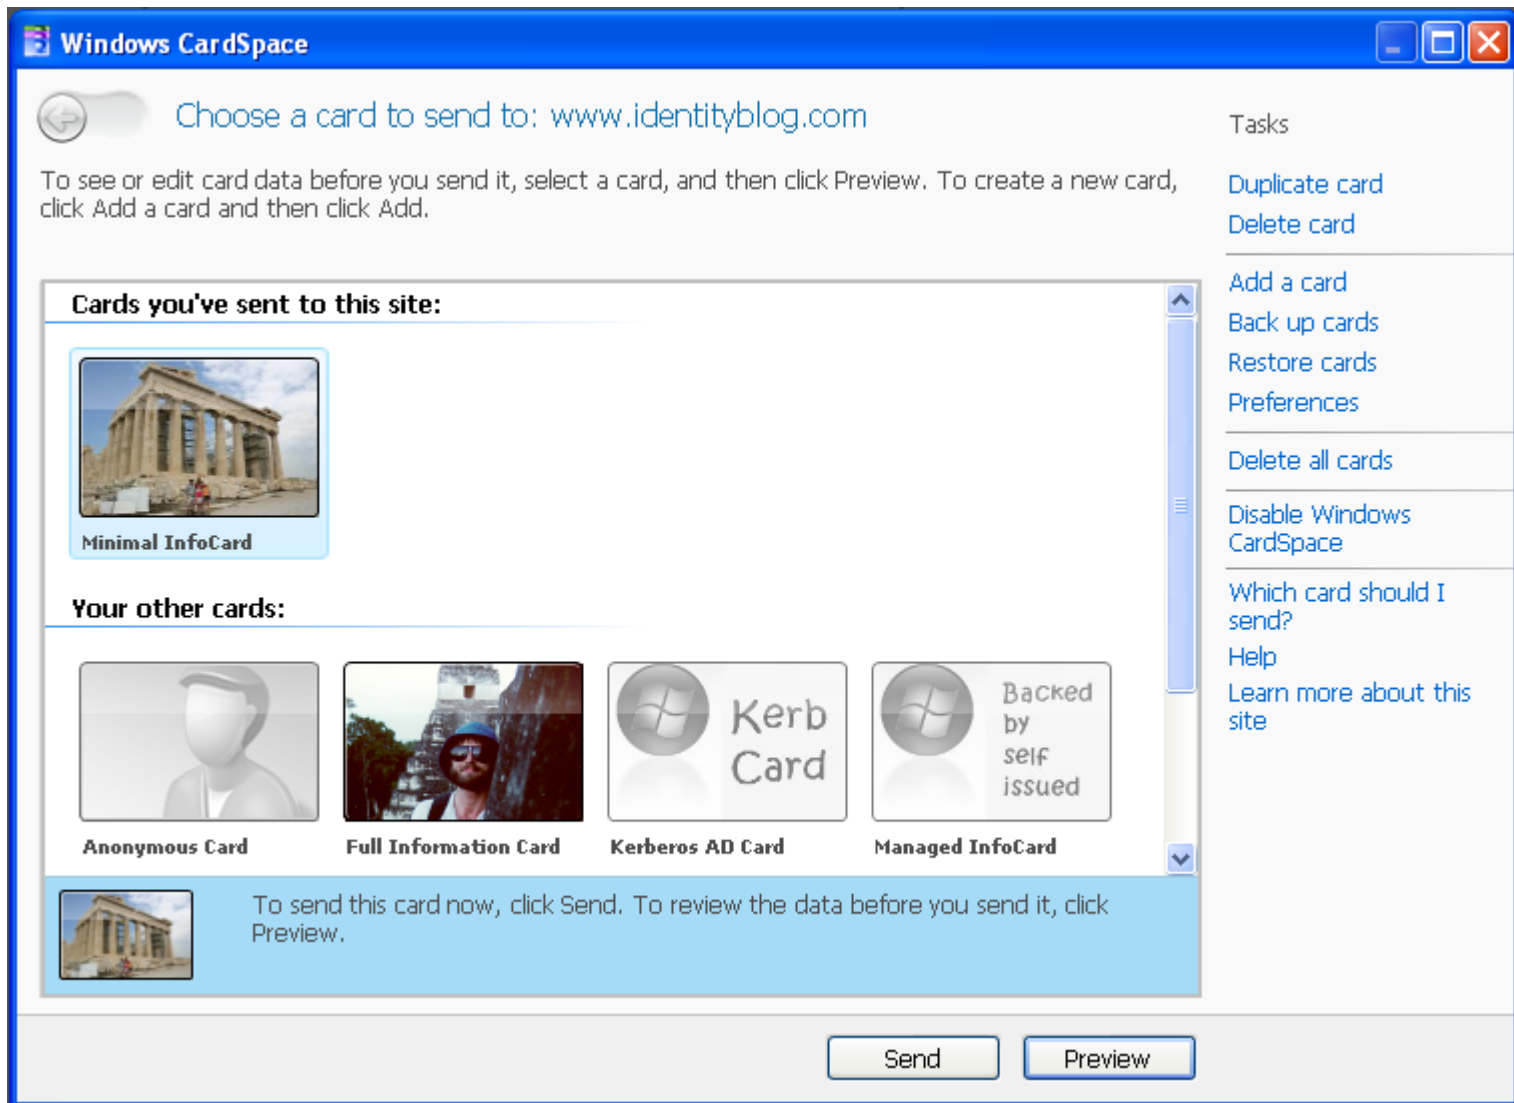 Windows CardSpace
Choose a card to send to: www.identityblog.com
To see or edit card data before you send it, select a card, and then click Preview. To create a new card,
click Add a card and then click Add.
Cards you've sent to this site:
Minimal InfoCard
Your other cards:
Kerb
Card
Backed
by
self
issued
Anonymous Card
Full Information Card
Kerberos AD Card
Managed InfoCard
To send this card now, click Send. To review the data before you send it, click
Preview.
Send
Preview
Tasks
Duplicate card
Delete card
Add a card
Back up cards
Restore cards
Preferences
Delete all cards
Disable Windows
CardSpace
Which card should I
send?
Help
Learn more about this
site